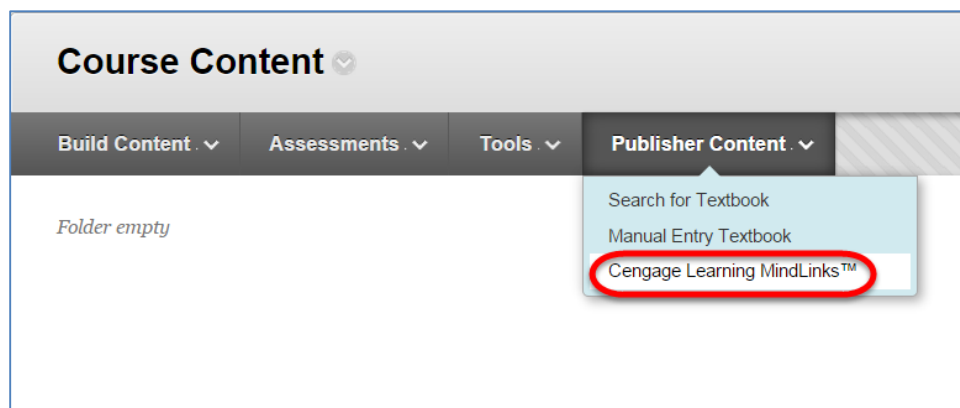 Course Content
Build Content Assessments Tools Publisher Content
Search for Textbook
Folder empty
Manual Entry Textbook
Cengage Learning MindLinks™